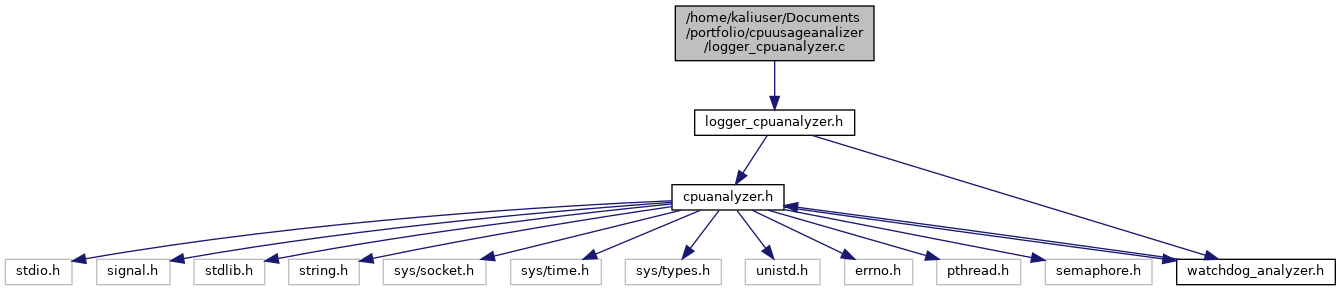 /home/kaliuser/Documents
/portfolio/cpuusageanalizer
/logger_cpuanalyzer.c
logger_cpuanalyzer.h
cpuanalyzer.h
stdio.h
signal.h
stdlib.h
string.h
sys/socket.h
sys/time.h
sys/types.h
unistd.h
errno.h
pthread.h
semaphore.h
watchdog_analyzer.h